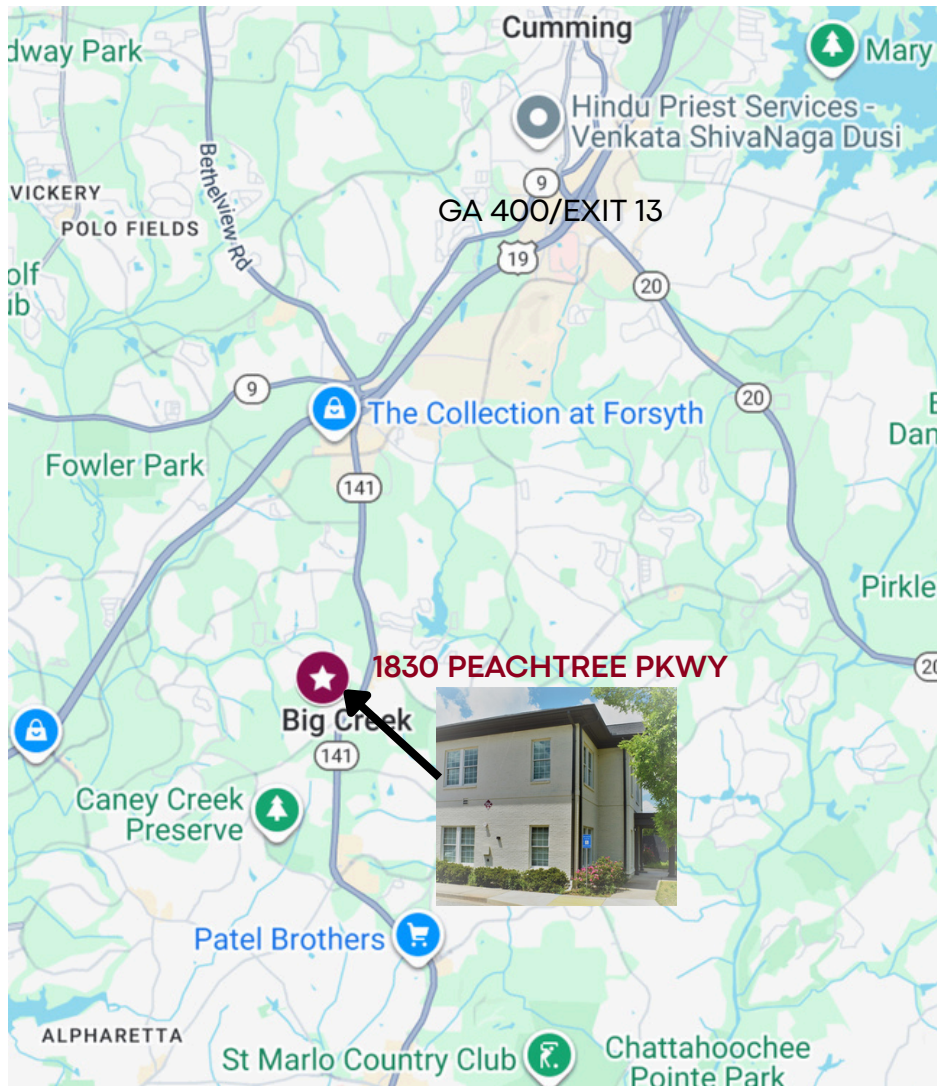 Cumming
dway Park
Mary
Hindu Priest Services -
Venkata ShivaNaga Dusi
Bethelview Rd
9
VICKERY
GA 400/EXIT 13
POLO FIELDS
19
olf
ub
20
9
20
The Collection at Forsyth
E
Dan
Fowler Park
141
Pirkle
1830 PEACHTREE PKWY
20
Big Creek
141
Caney Creek
Preserve
Patel Brothers
ALPHARETTA
St Marlo Country Club
Chattahoochee
Pointe Park